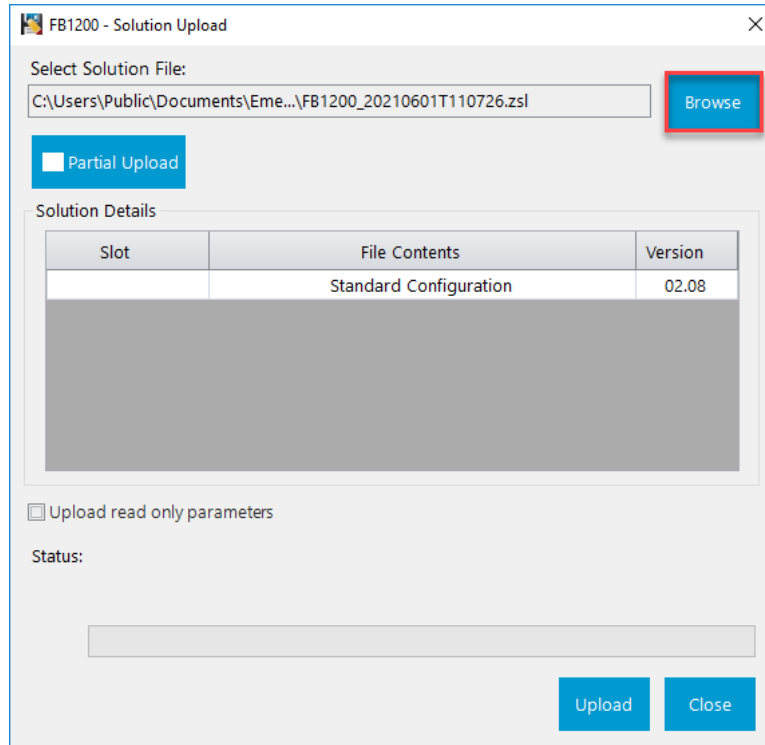 FB1200 - Solution Upload
Select Solution File:
C:\Users\Public\Documents\Eme...\FB1200_20210601T110726.zsl
Browse
Partial Upload
Solution Details
Slot File Contents Version
Standard Configuration 02.08
Upload read only parameters
Status:
Upload Close